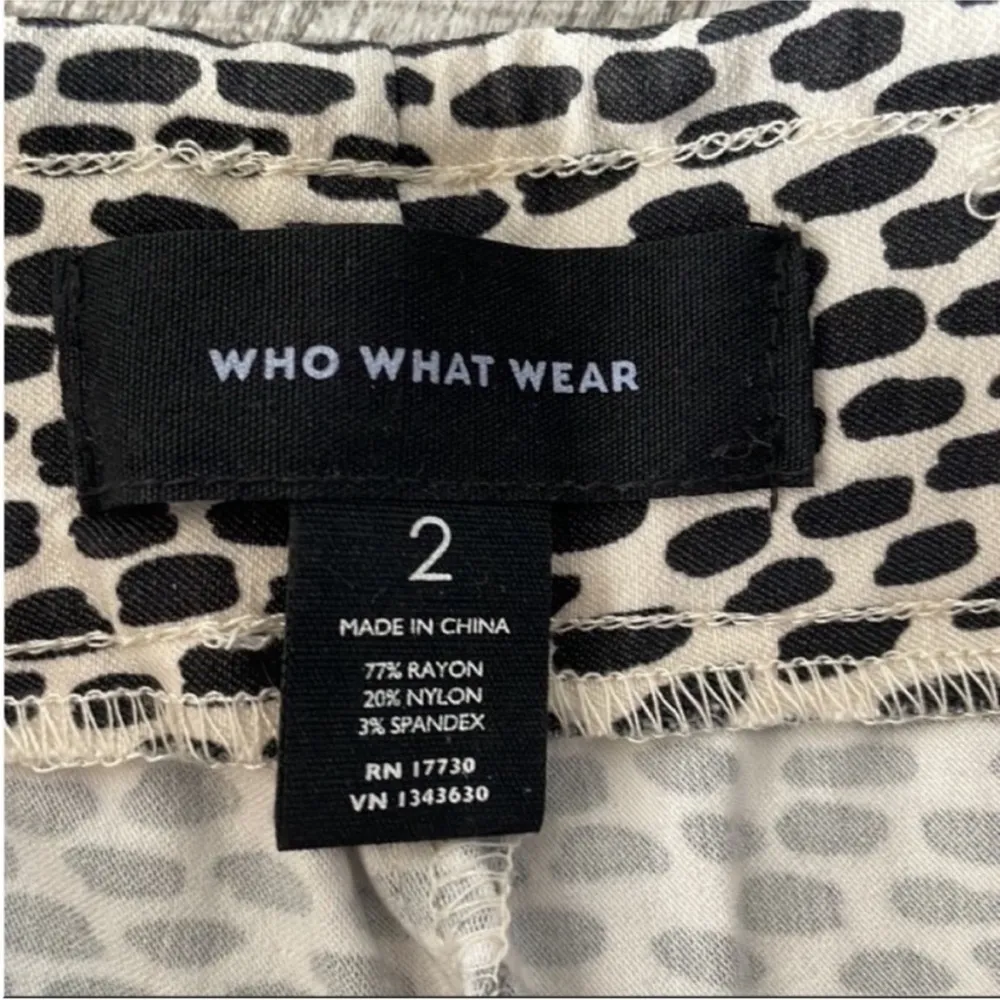 WHO WHAT WEAR
2
MADE IN CHINA
77% RAYON
20% NYLON
3% SPANDEX
RN 17730
VN 1343630